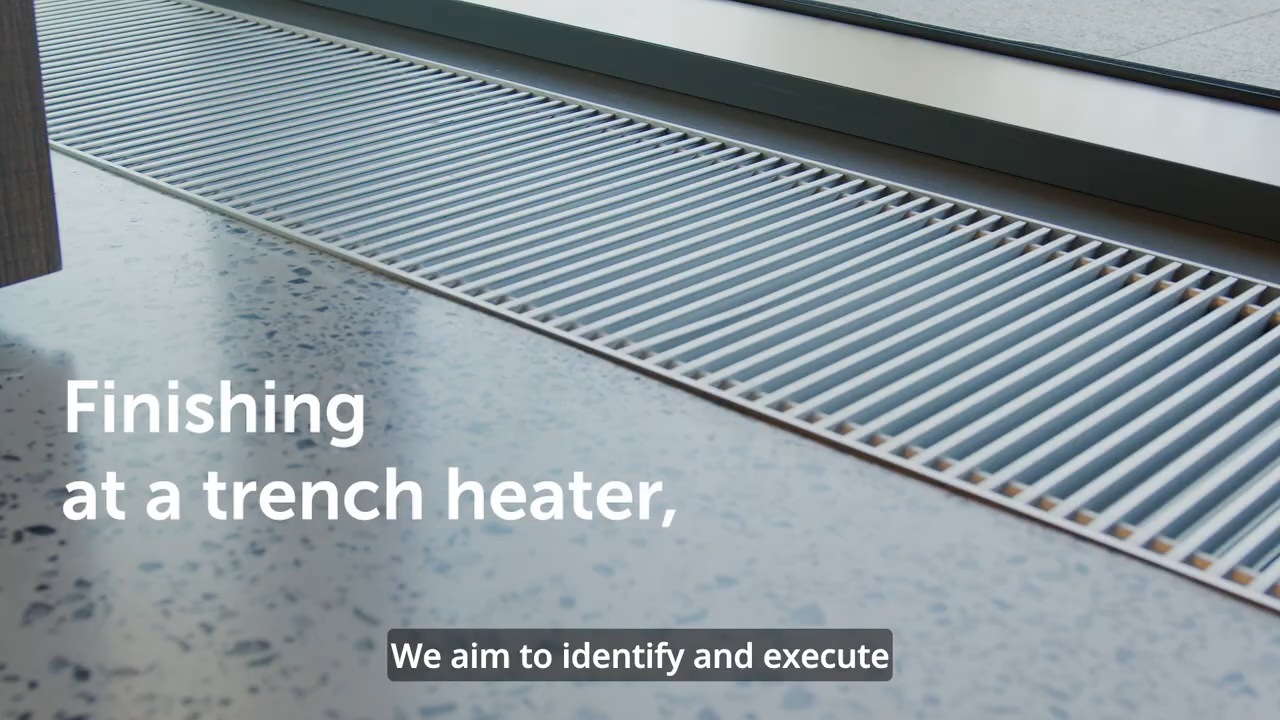 Finishing
at a trench heater,
We aim to identify and execute